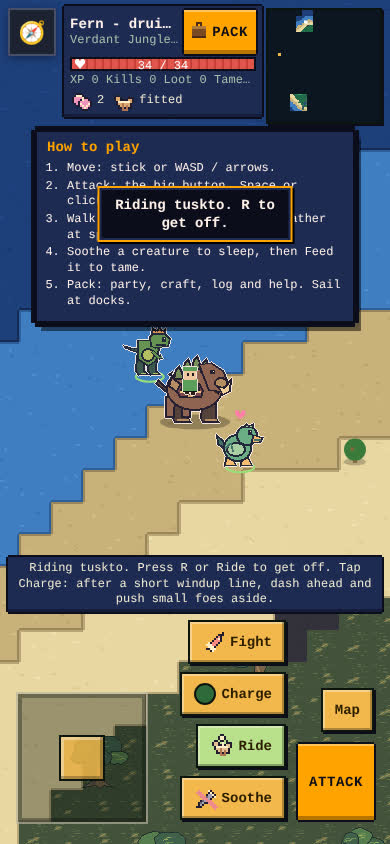 Fern - drui…
Verdant Jungle…
PACK
34 / 34
XP 0 Kills 0 Loot 0 Tame…
2 fitted
How to play
1. Move: stick or WASD / arrows.
2. Attack: the big button. Space or
clic
3. Walk ather
at s
4. Soothe a creature to sleep, then Feed
it to tame.
5. Pack: party, craft, log and help. Sail
at docks.
Riding tuskto. R to
get off.
Riding tuskto. Press R or Ride to get off. Tap
Charge: after a short windup line, dash ahead and
push small foes aside.
Fight
Charge
Map
Ride
ATTACK
Soothe